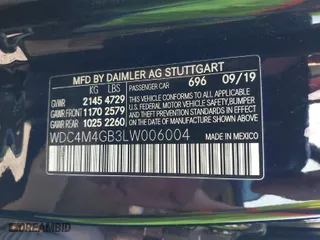 MFD BY DAIMLER AG STUTTGART
KG LBS PASSENGER CAR 696 09/19
GVWR 2145 4729
GAWR FRONT 1170 2579
GAWR REAR 1025 2260
THIS VEHICLE CONFORMS TO ALL APPLICABLE
U.S. FEDERAL MOTOR VEHICLE SAFETY, BUMPER,
AND THEFT PREVENTION STANDARDS IN EFFECT
ON THE DATE OF MANUFACTURE SHOWN ABOVE.
WDC4M4GB3LW006004
MADE IN MEXICO
DREAMBID